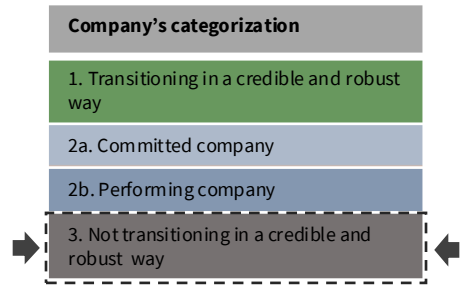 Company's categorization
1. Transitioning in a credible and robust
way
2a. Committed company
2b. Performing company
3. Not transitioning in a credible and
robust way